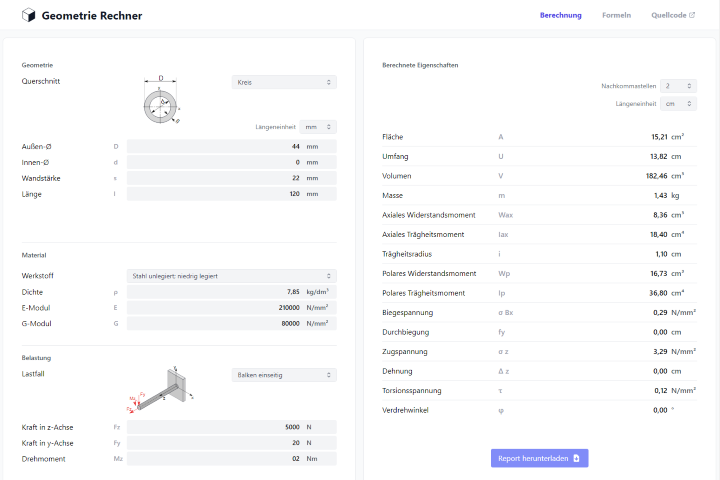 Geometrie Rechner
Berechnung Formeln Quellcode
Geometrie
Querschnitt
D
Kreis
Längeneinheit mm
Außen-Ø D 44 mm
Innen-Ø d 0 mm
Wandstärke s 22 mm
Länge l 120 mm
Material
Werkstoff Stahl unlegiert: niedrig legiert
Dichte ρ 7,85 kg/dm³
E-Modul E 210000 N/mm²
G-Modul G 80000 N/mm²
Belastung
Lastfall
Balken einseitig
Mz Fy
Fz
Kraft in z-Achse Fz 5000 N
Kraft in y-Achse Fy 20 N
Drehmoment Mz 02 Nm
Berechnete Eigenschaften
Nachkommastellen 2
Längeneinheit cm
Fläche A 15,21 cm²
Umfang U 13,82 cm
Volumen V 182,46 cm³
Masse m 1,43 kg
Axiales Widerstandsmoment Wax 8,36 cm³
Axiales Trägheitsmoment Iax 18,40 cm⁴
Trägheitsradius i 1,10 cm
Polares Widerstandsmoment Wp 16,73 cm³
Polares Trägheitsmoment Ip 36,80 cm⁴
Biegespannung σ Bx 0,29 N/mm²
Durchbiegung fy 0,00 cm
Zugspannung σ z 3,29 N/mm²
Dehnung Δ z 0,00 cm
Torsionsspannung τ 0,12 N/mm²
Verdrehwinkel φ 0,00 °
Report herunterladen